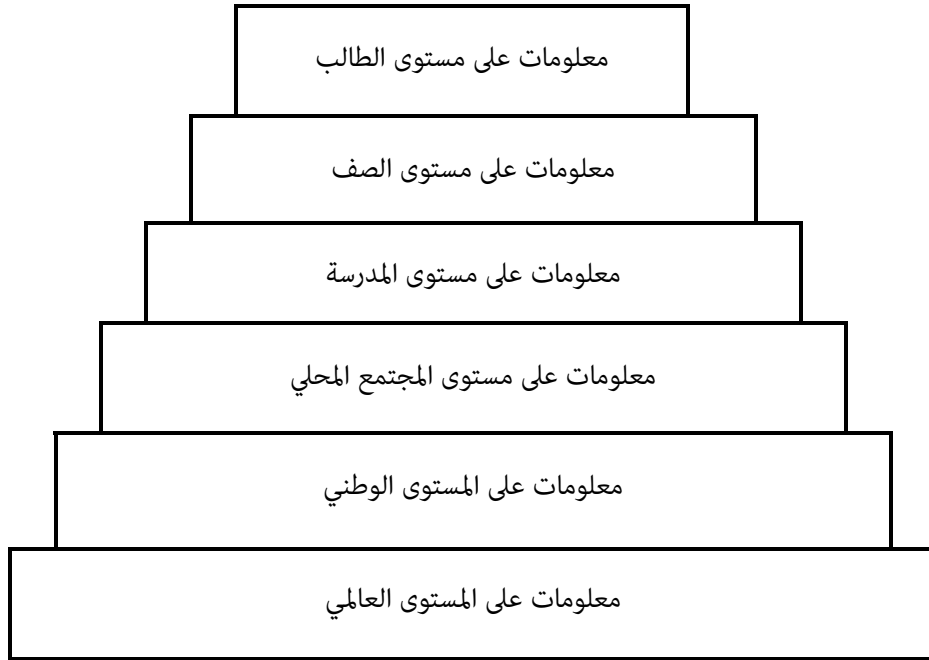 معلومات على مستوى الطالب
معلومات على مستوى الصف
معلومات على مستوى المدرسة
معلومات على مستوى المجتمع المحلي
معلومات على المستوى الوطني
معلومات على المستوى العالمي